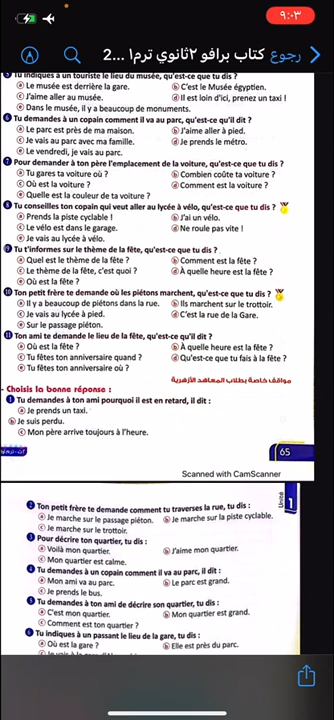 ٩:٠٣
رجوع كتاب برافو ٢ثانوي ترم١ ...2
5 Tu indiques à un touriste le lieu du musée, qu'est-ce que tu dis ?
ⓐ Le musée est derrière la gare. ⓑ C'est le Musée égyptien.
ⓒ J'aime aller au musée. ⓓ Il est loin d'ici, prenez un taxi !
ⓔ Dans le musée, il y a beaucoup de monuments.
6 Tu demandes à un copain comment il va au parc, qu'est-ce qu'il dit ?
ⓐ Le parc est près de ma maison. ⓑ J'aime aller à pied.
ⓒ Je vais au parc avec ma famille. ⓓ Je prends le métro.
ⓔ Le vendredi, je vais au parc.
7 Pour demander à ton père l'emplacement de la voiture, qu'est-ce que tu dis ?
ⓐ Tu gares ta voiture où ? ⓑ Combien coûte ta voiture ?
ⓒ Où est la voiture ? ⓓ Comment est la voiture ?
ⓔ Quelle est la couleur de ta voiture ?
8 Tu conseilles ton copain qui veut aller au lycée à vélo, qu'est-ce que tu dis ?
ⓐ Prends la piste cyclable ! ⓑ J'ai un vélo.
ⓒ Le vélo est dans le garage. ⓓ Ne roule pas vite !
ⓔ Je vais au lycée à vélo.
9 Tu t'informes sur le thème de la fête, qu'est-ce que tu dis ?
ⓐ Quel est le thème de la fête ? ⓑ Comment est la fête ?
ⓒ Le thème de la fête, c'est quoi ? ⓓ À quelle heure est la fête ?
ⓔ Où est la fête ?
10 Ton petit frère te demande où les piétons marchent, qu'est-ce que tu dis ?
ⓐ Il y a beaucoup de piétons dans la rue. ⓑ Ils marchent sur le trottoir.
ⓒ Je vais au lycée à pied. ⓓ C'est la rue de la Gare.
ⓔ Sur le passage piéton.
11 Ton ami te demande le lieu de la fête, qu'est-ce qu'il dit ?
ⓐ Où est la fête ? ⓑ À quelle heure est la fête ?
ⓒ Tu fêtes ton anniversaire quand ? ⓓ Qu'est-ce que tu fais à la fête ?
ⓔ Tu fêtes ton anniversaire où ?
مواقف خاصة بطلاب المعاهد الأزهرية
- Choisis la bonne réponse :
1 Tu demandes à ton ami pourquoi il est en retard, il dit :
ⓐ Je prends un taxi.
ⓑ Je suis perdu.
ⓒ Mon père arrive toujours à l'heure.
65
Scanned with CamScanner
Unité 1
2 Ton petit frère te demande comment tu traverses la rue, tu dis :
ⓐ Je marche sur le passage piéton. ⓑ Je marche sur la piste cyclable.
ⓒ Je marche sur le trottoir.
3 Pour décrire ton quartier, tu dis :
ⓐ Voilà mon quartier. ⓑ J'aime mon quartier.
ⓒ Mon quartier est calme.
4 Tu demandes à un copain comment il va au parc, il dit :
ⓐ Mon ami va au parc. ⓑ Le parc est grand.
ⓒ Je prends le bus.
5 Tu demandes à ton ami de décrire son quartier, tu dis :
ⓐ C'est mon quartier. ⓑ Mon quartier est grand.
ⓒ Comment est ton quartier ?
6 Tu indiques à un passant le lieu de la gare, tu dis :
ⓐ Où est la gare ? ⓑ Elle est près du parc.